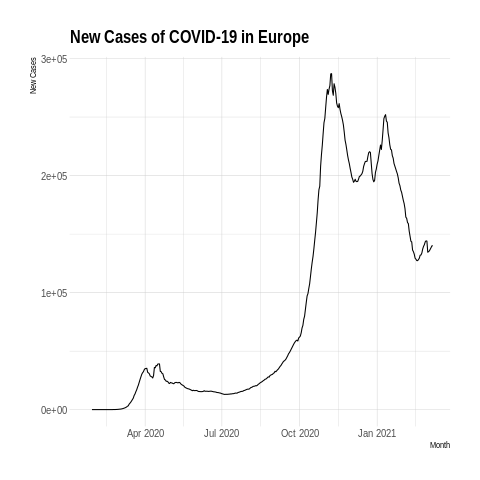 New Cases of COVID-19 in Europe
New Cases
3e+05
2e+05
1e+05
0e+00
Apr 2020 Jul 2020 Oct 2020 Jan 2021
Month